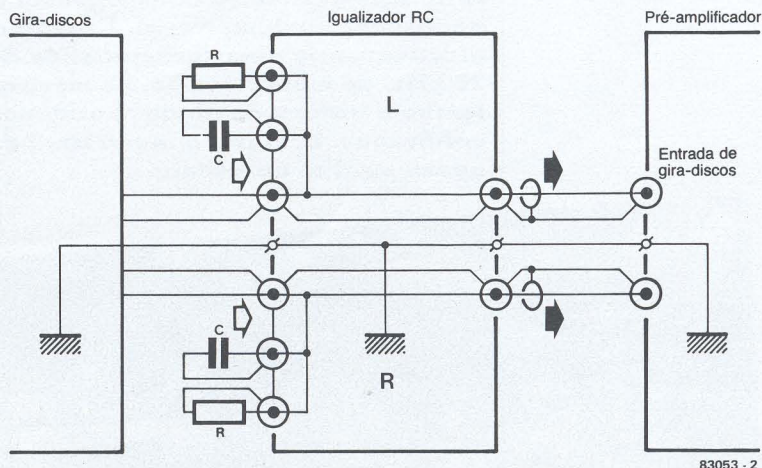 Gira-discos
Igualizador RC
Pré-amplificador
R
L
C
Entrada de
gira-discos
C
R
R
83053 - 2